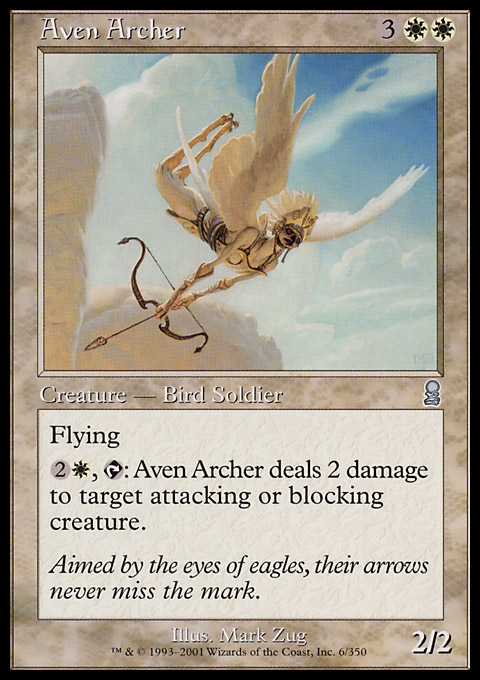 Aven Archer 3
Creature — Bird Soldier
Flying
2 , : Aven Archer deals 2 damage
to target attacking or blocking
creature.
Aimed by the eyes of eagles, their arrows
never miss the mark.
Illus. Mark Zug
™ & © 1993–2001 Wizards of the Coast, Inc. 6/350
2/2